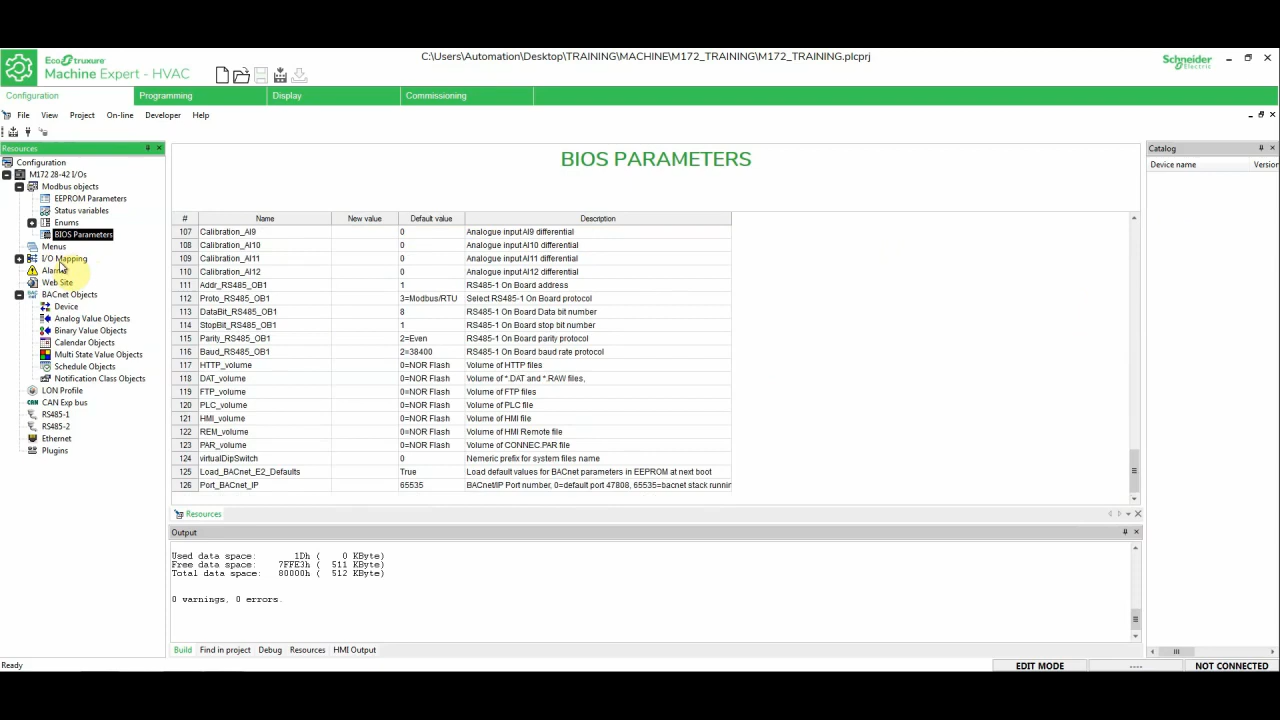 C:\Users\Automation\Desktop\TRAINING\MACHINE\M172_TRAINING\M172_TRAINING.plcprj
EcoStruxure
Machine Expert - HVAC
Schneider Electric
Configuration Programming Display Commissioning
File View Project On-line Developer Help
Resources
Configuration
M172 28-42 I/Os
Modbus objects
EEPROM Parameters
Status variables
Enums
BIOS Parameters
Menus
I/O Mapping
Web Site
BACnet Objects
Device
Analog Value Objects
Binary Value Objects
Calendar Objects
Multi State Value Objects
Schedule Objects
Notification Class Objects
LON Profile
CAN Exp bus
RS485-1
RS485-2
Ethernet
Plugins
BIOS PARAMETERS
# Name New value Default value Description
107 Calibration_AI9 0 Analogue input AI9 differential
108 Calibration_AI10 0 Analogue input AI10 differential
109 Calibration_AI11 0 Analogue input AI11 differential
110 Calibration_AI12 0 Analogue input AI12 differential
111 Addr_RS485_OB1 1 RS485-1 On Board address
112 Proto_RS485_OB1 3=Modbus/RTU Select RS485-1 On Board protocol
113 DataBit_RS485_OB1 8 RS485-1 On Board Data bit number
114 StopBit_RS485_OB1 1 RS485-1 On Board stop bit number
115 Parity_RS485_OB1 2=Even RS485-1 On Board parity protocol
116 Baud_RS485_OB1 2=38400 RS485-1 On Board baud rate protocol
117 HTTP_volume 0=NOR Flash Volume of HTTP files
118 DAT_volume 0=NOR Flash Volume of *.DAT and *.RAW files,
119 FTP_volume 0=NOR Flash Volume of FTP files
120 PLC_volume 0=NOR Flash Volume of PLC file
121 HMI_volume 0=NOR Flash Volume of HMI file
122 REM_volume 0=NOR Flash Volume of HMI Remote file
123 PAR_volume 0=NOR Flash Volume of CONNEC.PAR file
124 virtualDipSwitch 0 Nemeric prefix for system files name
125 Load_BACnet_E2_Defaults True Load default values for BACnet parameters in EEPROM at next boot
126 Port_BACnet_IP 65535 BACnet/IP Port number, 0=default port 47808, 65535=bacnet stack runnin
Resources
Output
Used data space: 1Dh ( 0 KByte)
Free data space: 7FFE3h ( 511 KByte)
Total data space: 80000h ( 512 KByte)
0 warnings, 0 errors.
Build Find in project Debug Resources HMI Output
Catalog
Device name Version
Ready
EDIT MODE ---- NOT CONNECTED